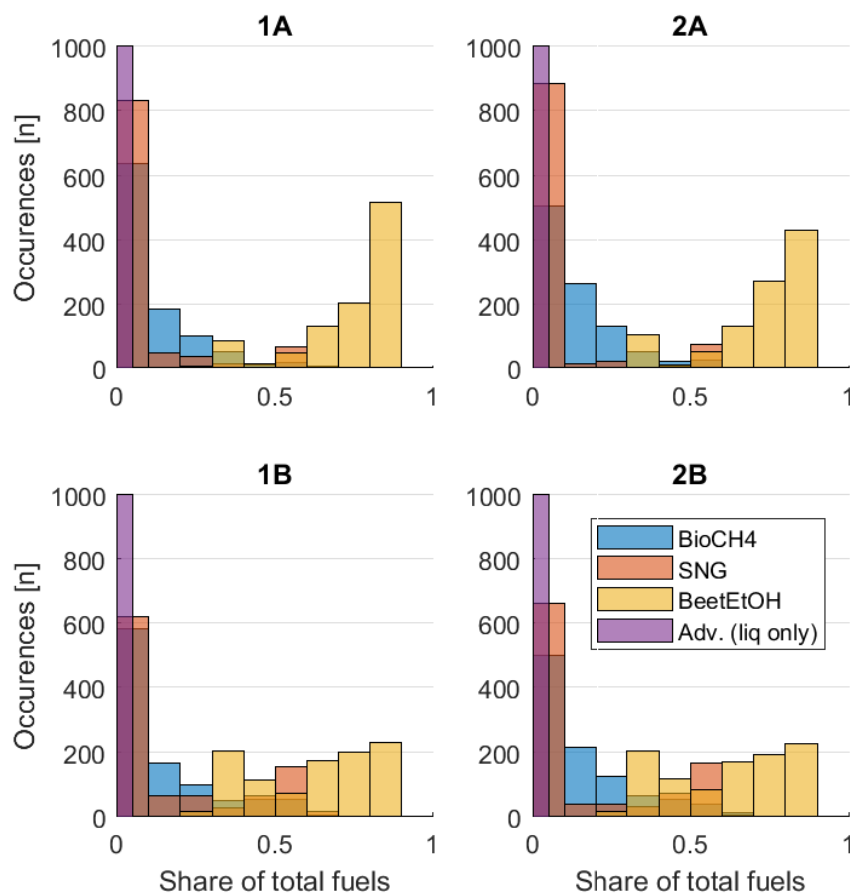 1A
1000
800
600
400
200
0
Occurences [n]
0 0.5 1
2A
1000
800
600
400
200
0
0 0.5 1
1B
1000
800
600
400
200
0
Occurences [n]
0 0.5 1
Share of total fuels
2B
1000
800
600
400
200
0
BioCH4
SNG
BeetEtOH
Adv. (liq only)
0 0.5 1
Share of total fuels